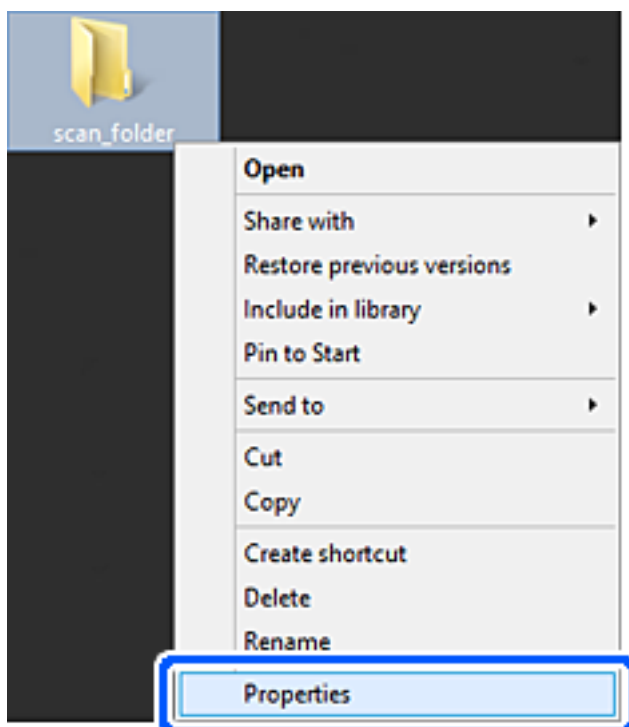 scan_folder
Open
Share with
Restore previous versions
Include in library
Pin to Start
Send to
Cut
Copy
Create shortcut
Delete
Rename
Properties